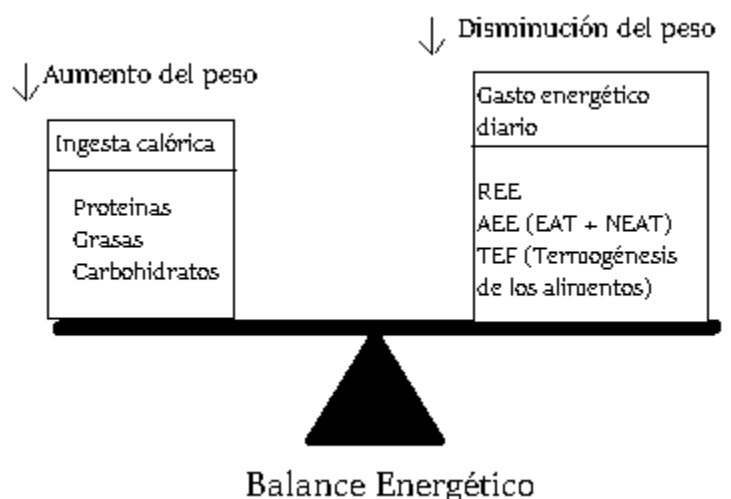 Disminución del peso
Aumento del peso
Gasto energético
diario
Ingesta calórica
REE
AEE (EAT + NEAT)
TEF (Termogénesis
de los alimentos)
Proteinas
Grasas
Carbohidratos
Balance Energético